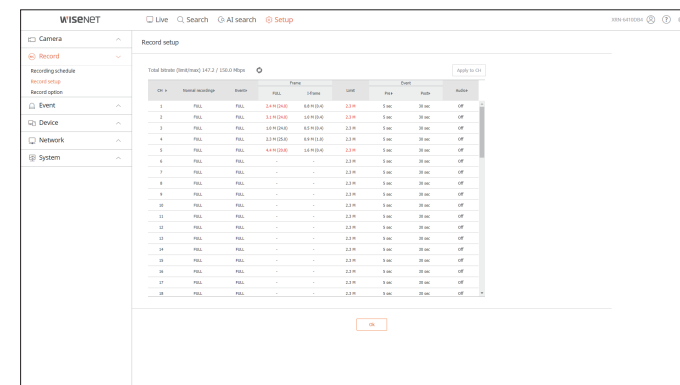 WISENET
Live Search AI search Setup
Camera
Record
Recording schedule
Record setup
Record option
Event
Device
Network
System
Record setup
Total bitrate (limit/max) 147.2 / 150.0 Mbps
Apply to CH
CH Normal recordings Events Frame Limit Event Audio
FULL I-frame Pare Poste
1 FULL FULL 2,3 M 5 sec 30 sec Off
2 FULL FULL 2,3 M 5 sec 30 sec Off
3 FULL FULL 2,3 M 5 sec 30 sec Off
4 FULL FULL 2,3 M 5 sec 30 sec Off
5 FULL FULL 2,3 M 5 sec 30 sec Off
6 FULL FULL - - 2,3 M 5 sec 30 sec Off
7 FULL FULL - - 2,3 M 5 sec 30 sec Off
8 FULL FULL - - 2,3 M 5 sec 30 sec Off
9 FULL FULL - - 2,3 M 5 sec 30 sec Off
10 FULL FULL - - 2,3 M 5 sec 30 sec Off
11 FULL FULL - - 2,3 M 5 sec 30 sec Off
12 FULL FULL - - 2,3 M 5 sec 30 sec Off
13 FULL FULL - - 2,3 M 5 sec 30 sec Off
14 FULL FULL - - 2,3 M 5 sec 30 sec Off
15 FULL FULL - - 2,3 M 5 sec 30 sec Off
16 FULL FULL - - 2,3 M 5 sec 30 sec Off
17 FULL FULL - - 2,3 M 5 sec 30 sec Off
18 FULL FULL - - 2,3 M 5 sec 30 sec Off
Ok